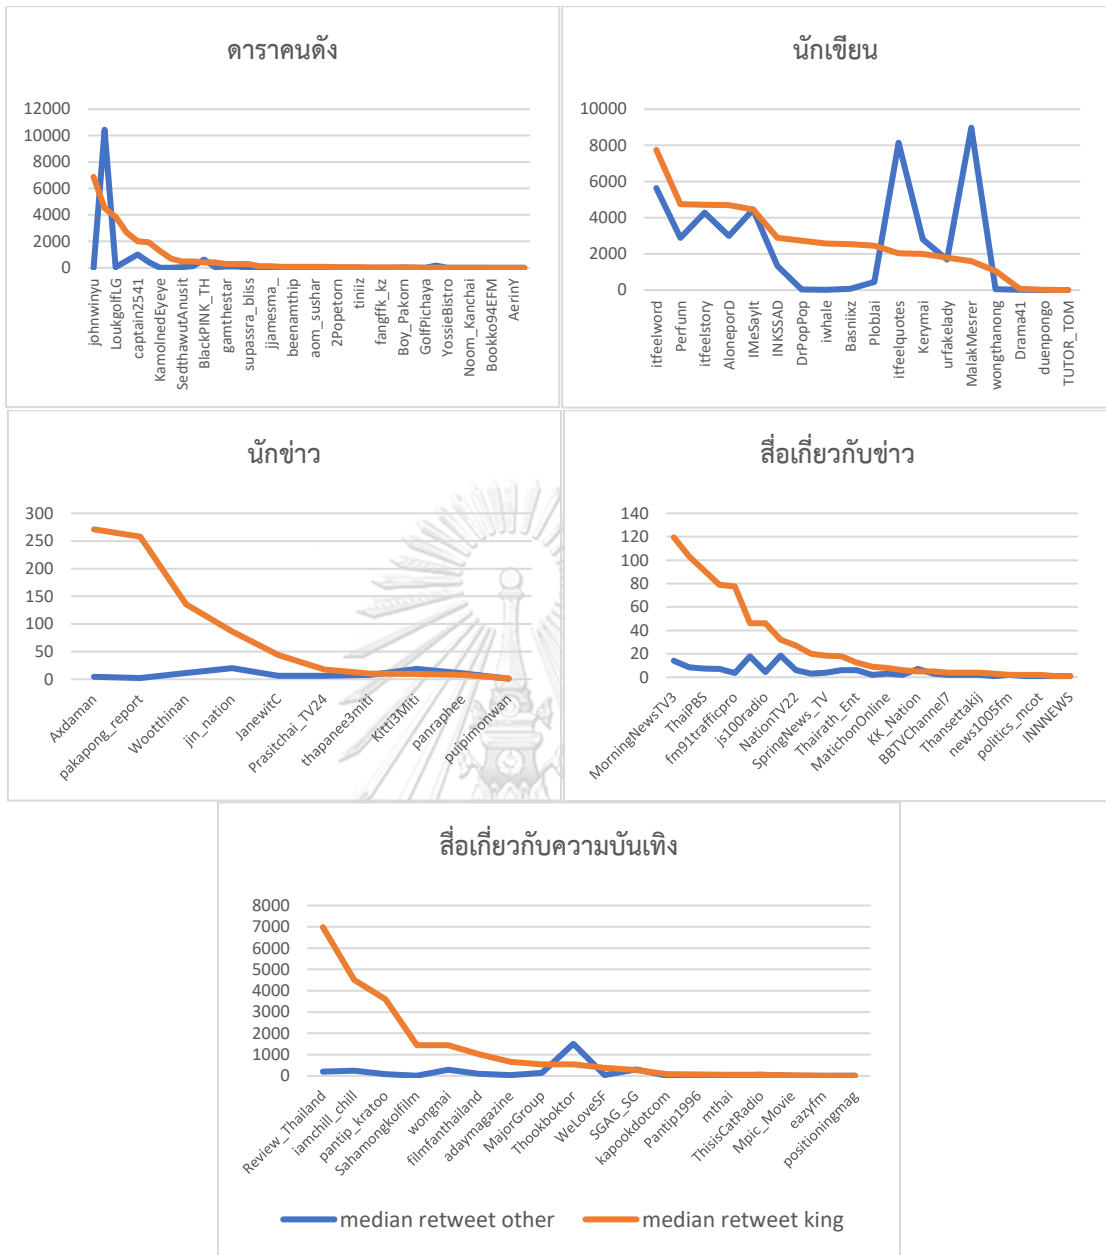 ดาราคนดัง
12000
10000
8000
6000
4000
2000
0
johnwinyu
LoukgolfLG
captain2541
KamolnedEyeye
SedthawutAnusit
BlackPINK_TH
gamthestar
supassra_bliss
jjamesma_
beenamthip
aom_sushar
2Popetorn
tiniiz
fangffk_kz
Boy_Pakorn
GolfPichaya
YossieBistro
Noom_Kanchai
Bookko94EFM
AerinY
นักเขียน
10000
8000
6000
4000
2000
0
itfeelword
Perfunn
itfeelstory
AloneporD
IMeSayIt
INKSSAD
DrPopPop
iwhale
Basniixz
PlobJai
itfeelquotes
Kerymai
urfakelady
MalakMesrer
wongthanong
Drama41
duenpongo
TUTOR_TOM
นักข่าว
300
250
200
150
100
50
0
Axdaman
pakapong_report
Wootthinan
jin_nation
JanewitC
Prasitchai_TV24
thapanee3miti
Kitti3Miti
panraphee
puipimonwan
สื่อเกี่ยวกับข่าว
140
120
100
80
60
40
20
0
MorningNewsTV3
ThaiPBS
fm91trafficpro
js100radio
NationTV22
SpringNews_TV
Thairath_Ent
MatichonOnline
KK_Nation
BBTVChannel7
Thansettakij
news1005fm
politics_mcot
INNNEWS
สื่อเกี่ยวกับความบันเทิง
8000
7000
6000
5000
4000
3000
2000
1000
0
Review_Thailand
iamchill_chill
pantip_kratoo
Sahamongkolfilm
wongnai
filmfanthailand
adaymagazine
MajorGroup
Thookboktor
WeLoveSF
SGAG_SG
kapookdotcom
Pantip1996
mthai
ThisisCatRadio
Mpic_Movie
eazyfm
positioningmag
median retweet other
median retweet king